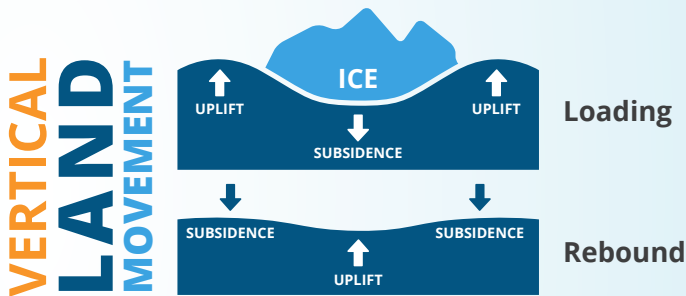 VERTICAL
LAND
MOVEMENT
ICE
UPLIFT
UPLIFT
SUBSIDENCE
Loading
SUBSIDENCE
SUBSIDENCE
UPLIFT
Rebound